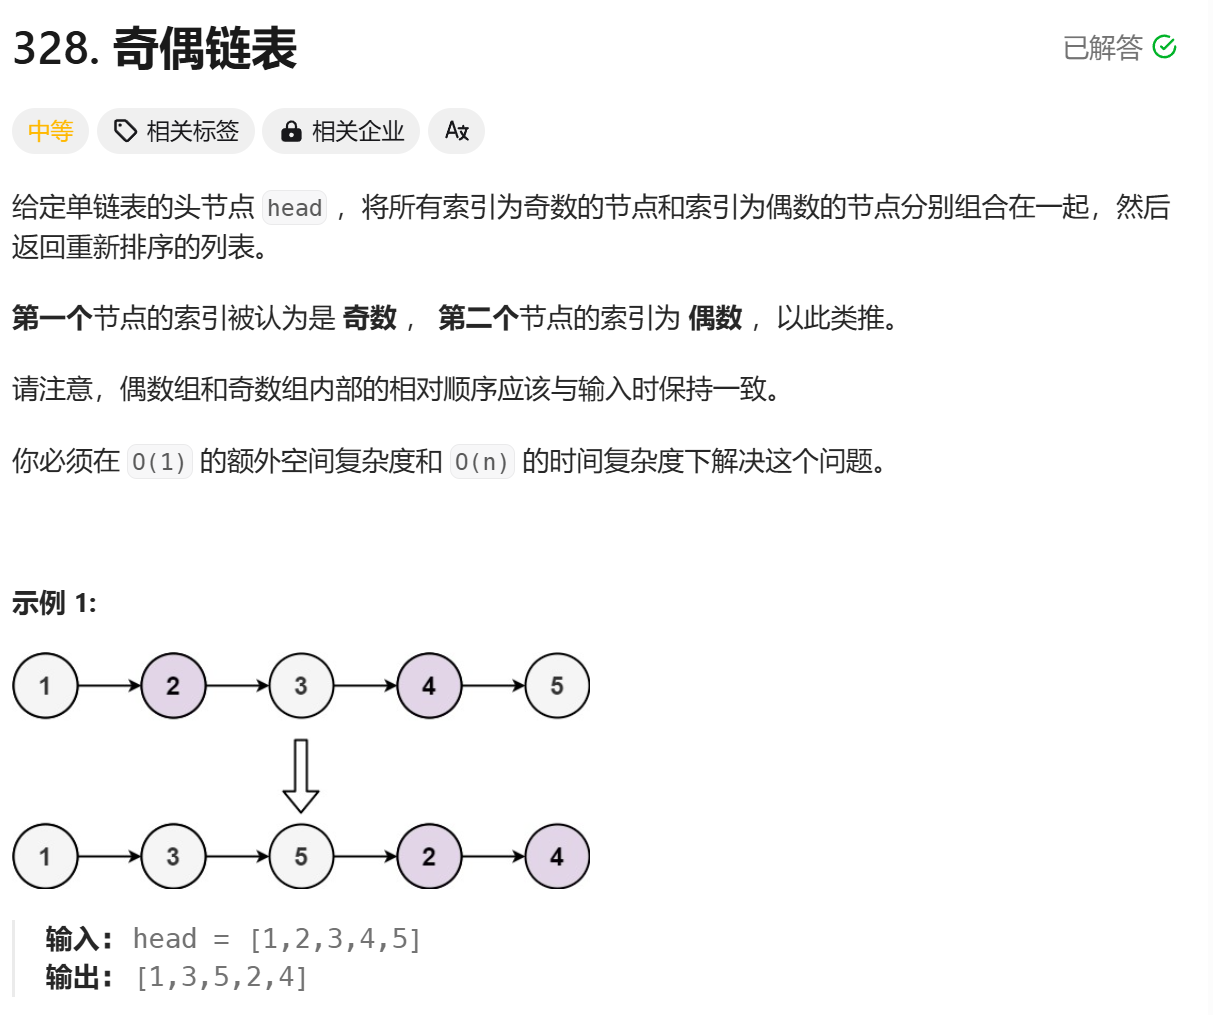 328. 奇偶链表
已解答
中等
相关标签
相关企业
给定单链表的头节点 head ，将所有索引为奇数的节点和索引为偶数的节点分别组合在一起，然后
返回重新排序的列表。
第一个节点的索引被认为是 奇数 ， 第二个节点的索引为 偶数 ，以此类推。
请注意，偶数组和奇数组内部的相对顺序应该与输入时保持一致。
你必须在 O(1) 的额外空间复杂度和 O(n) 的时间复杂度下解决这个问题。
示例 1:
1 2 3 4 5
1 3 5 2 4
输入： head = [1,2,3,4,5]
输出： [1,3,5,2,4]